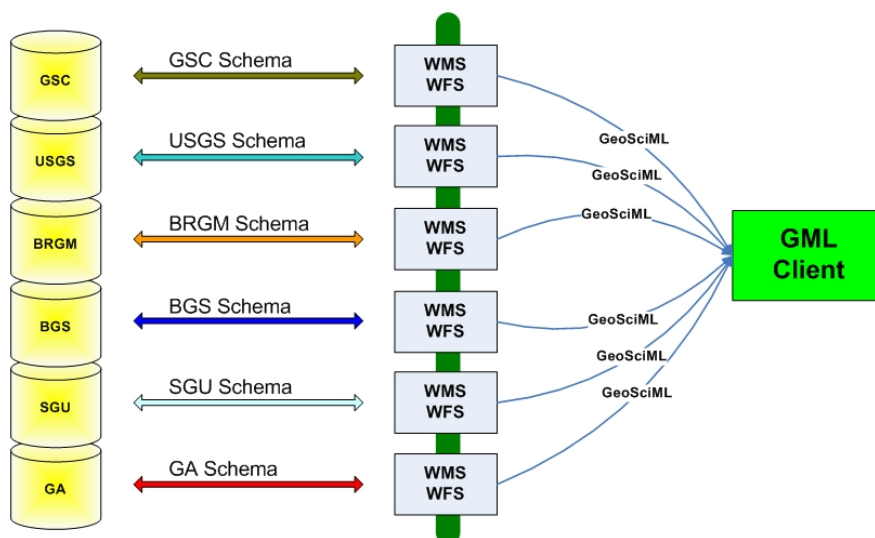 GSC
GSC Schema
WMS
WFS
GeoSciML
USGS
USGS Schema
WMS
WFS
GeoSciML
BRGM
BRGM Schema
WMS
WFS
GeoSciML
GML
Client
BGS
BGS Schema
WMS
WFS
GeoSciML
SGU
SGU Schema
WMS
WFS
GeoSciML
GA
GA Schema
WMS
WFS
GeoSciML